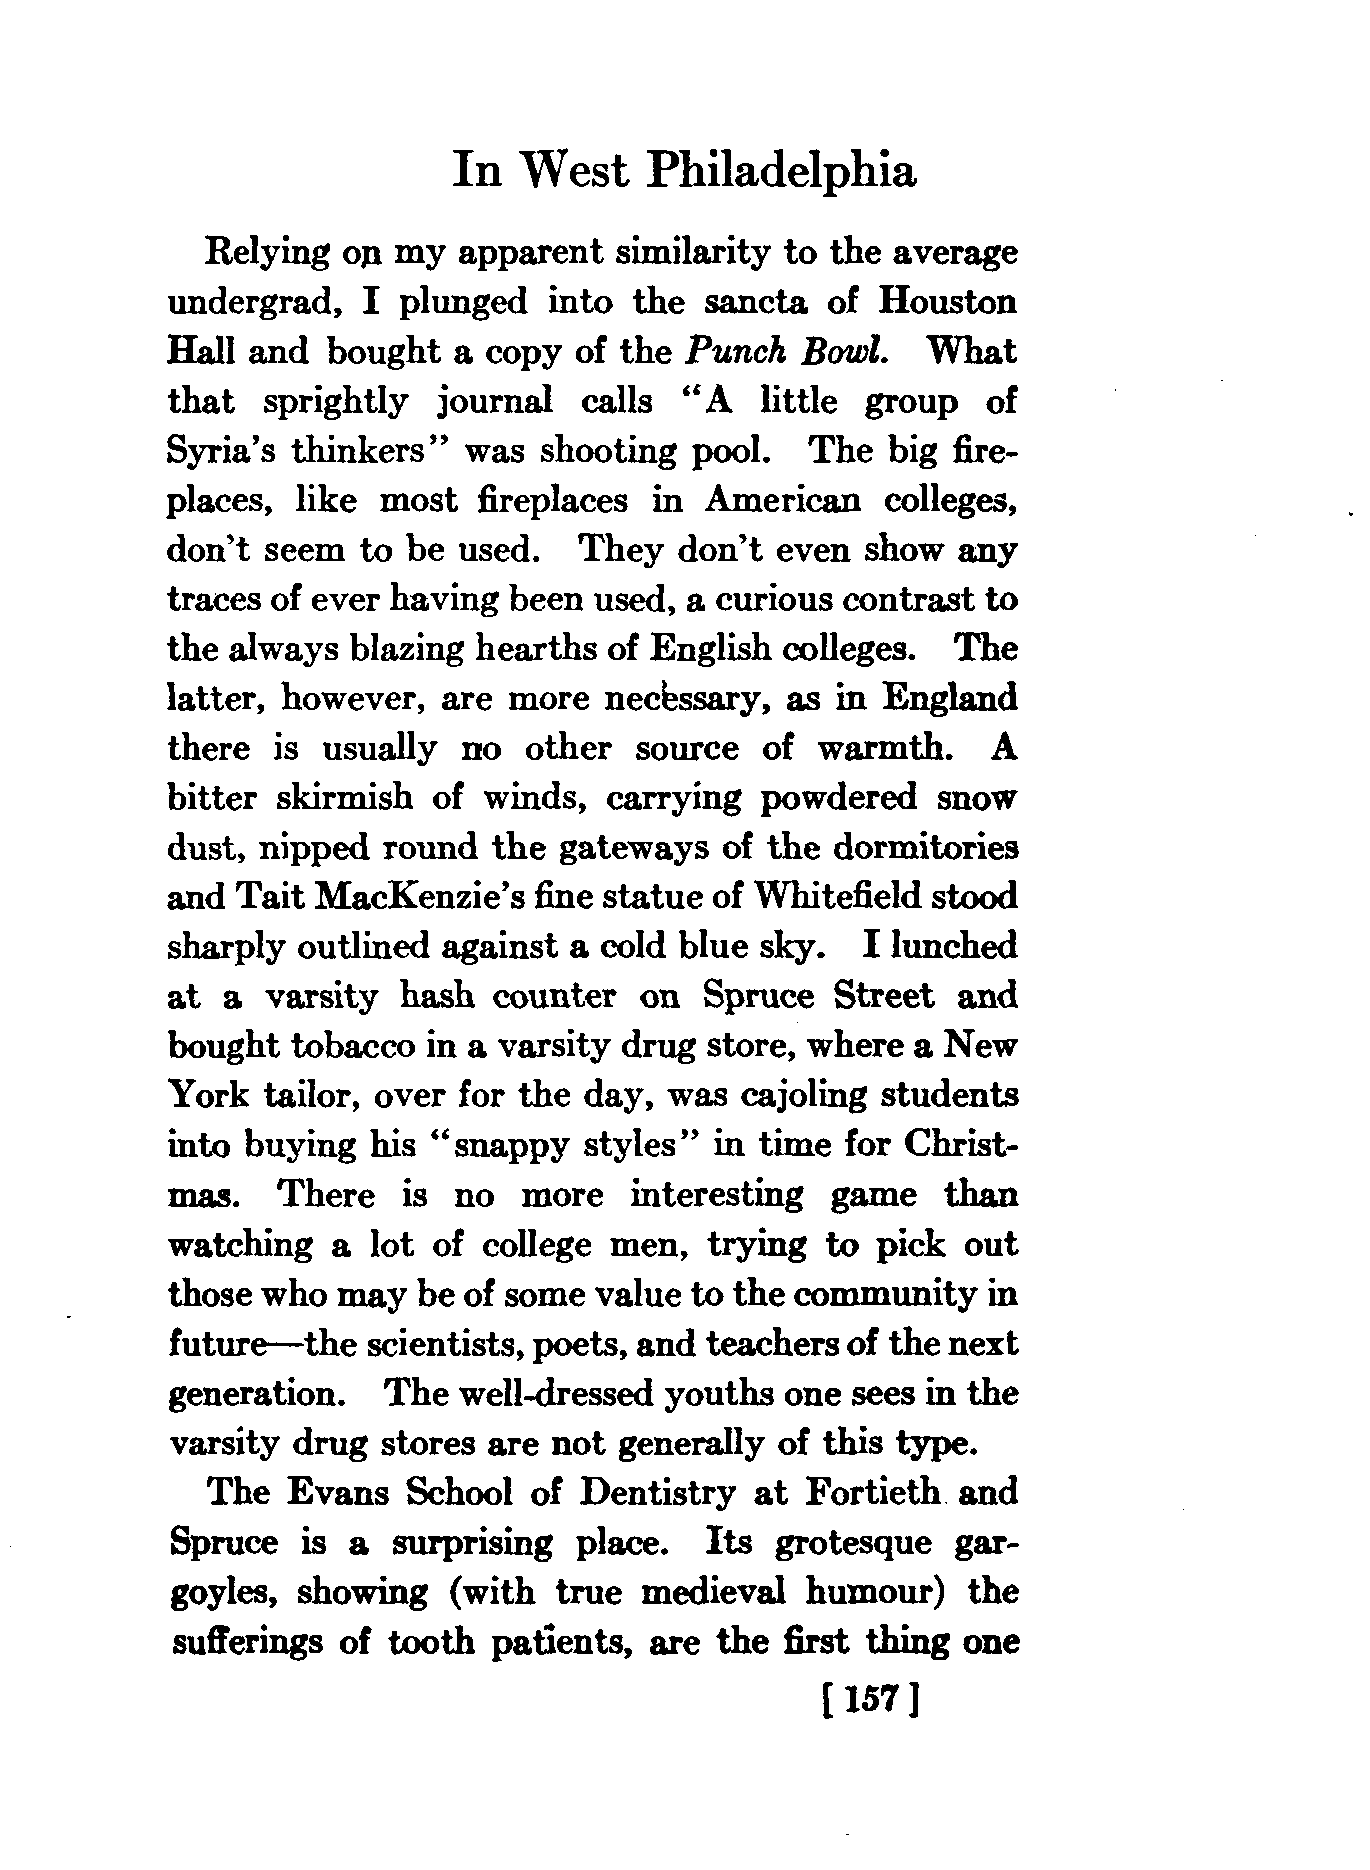 In West Philadelphia
Relying on my apparent similarity to the average
undergrad, I plunged into the sancta of Houston
Hall and bought a copy of the Punch Bowl. What
that sprightly journal calls “A little group of
Syria’s thinkers” was shooting pool. The big fire-
places, like most fireplaces in American colleges,
don’t seem to be used. They don’t even show any
traces of ever having been used, a curious contrast to
the always blazing hearths of English colleges. The
latter, however, are more necessary, as in England
there is usually no other source of warmth. A
bitter skirmish of winds, carrying powdered snow
dust, nipped round the gateways of the dormitories
and Tait MacKenzie’s fine statue of Whitefield stood
sharply outlined against a cold blue sky. I lunched
at a varsity hash counter on Spruce Street and
bought tobacco in a varsity drug store, where a New
York tailor, over for the day, was cajoling students
into buying his “snappy styles” in time for Christ-
mas. There is no more interesting game than
watching a lot of college men, trying to pick out
those who may be of some value to the community in
future—the scientists, poets, and teachers of the next
generation. The well-dressed youths one sees in the
varsity drug stores are not generally of this type.
The Evans School of Dentistry at Fortieth and
Spruce is a surprising place. Its grotesque gar-
goyles, showing (with true medieval humour) the
sufferings of tooth patients, are the first thing one
[ 157 ]